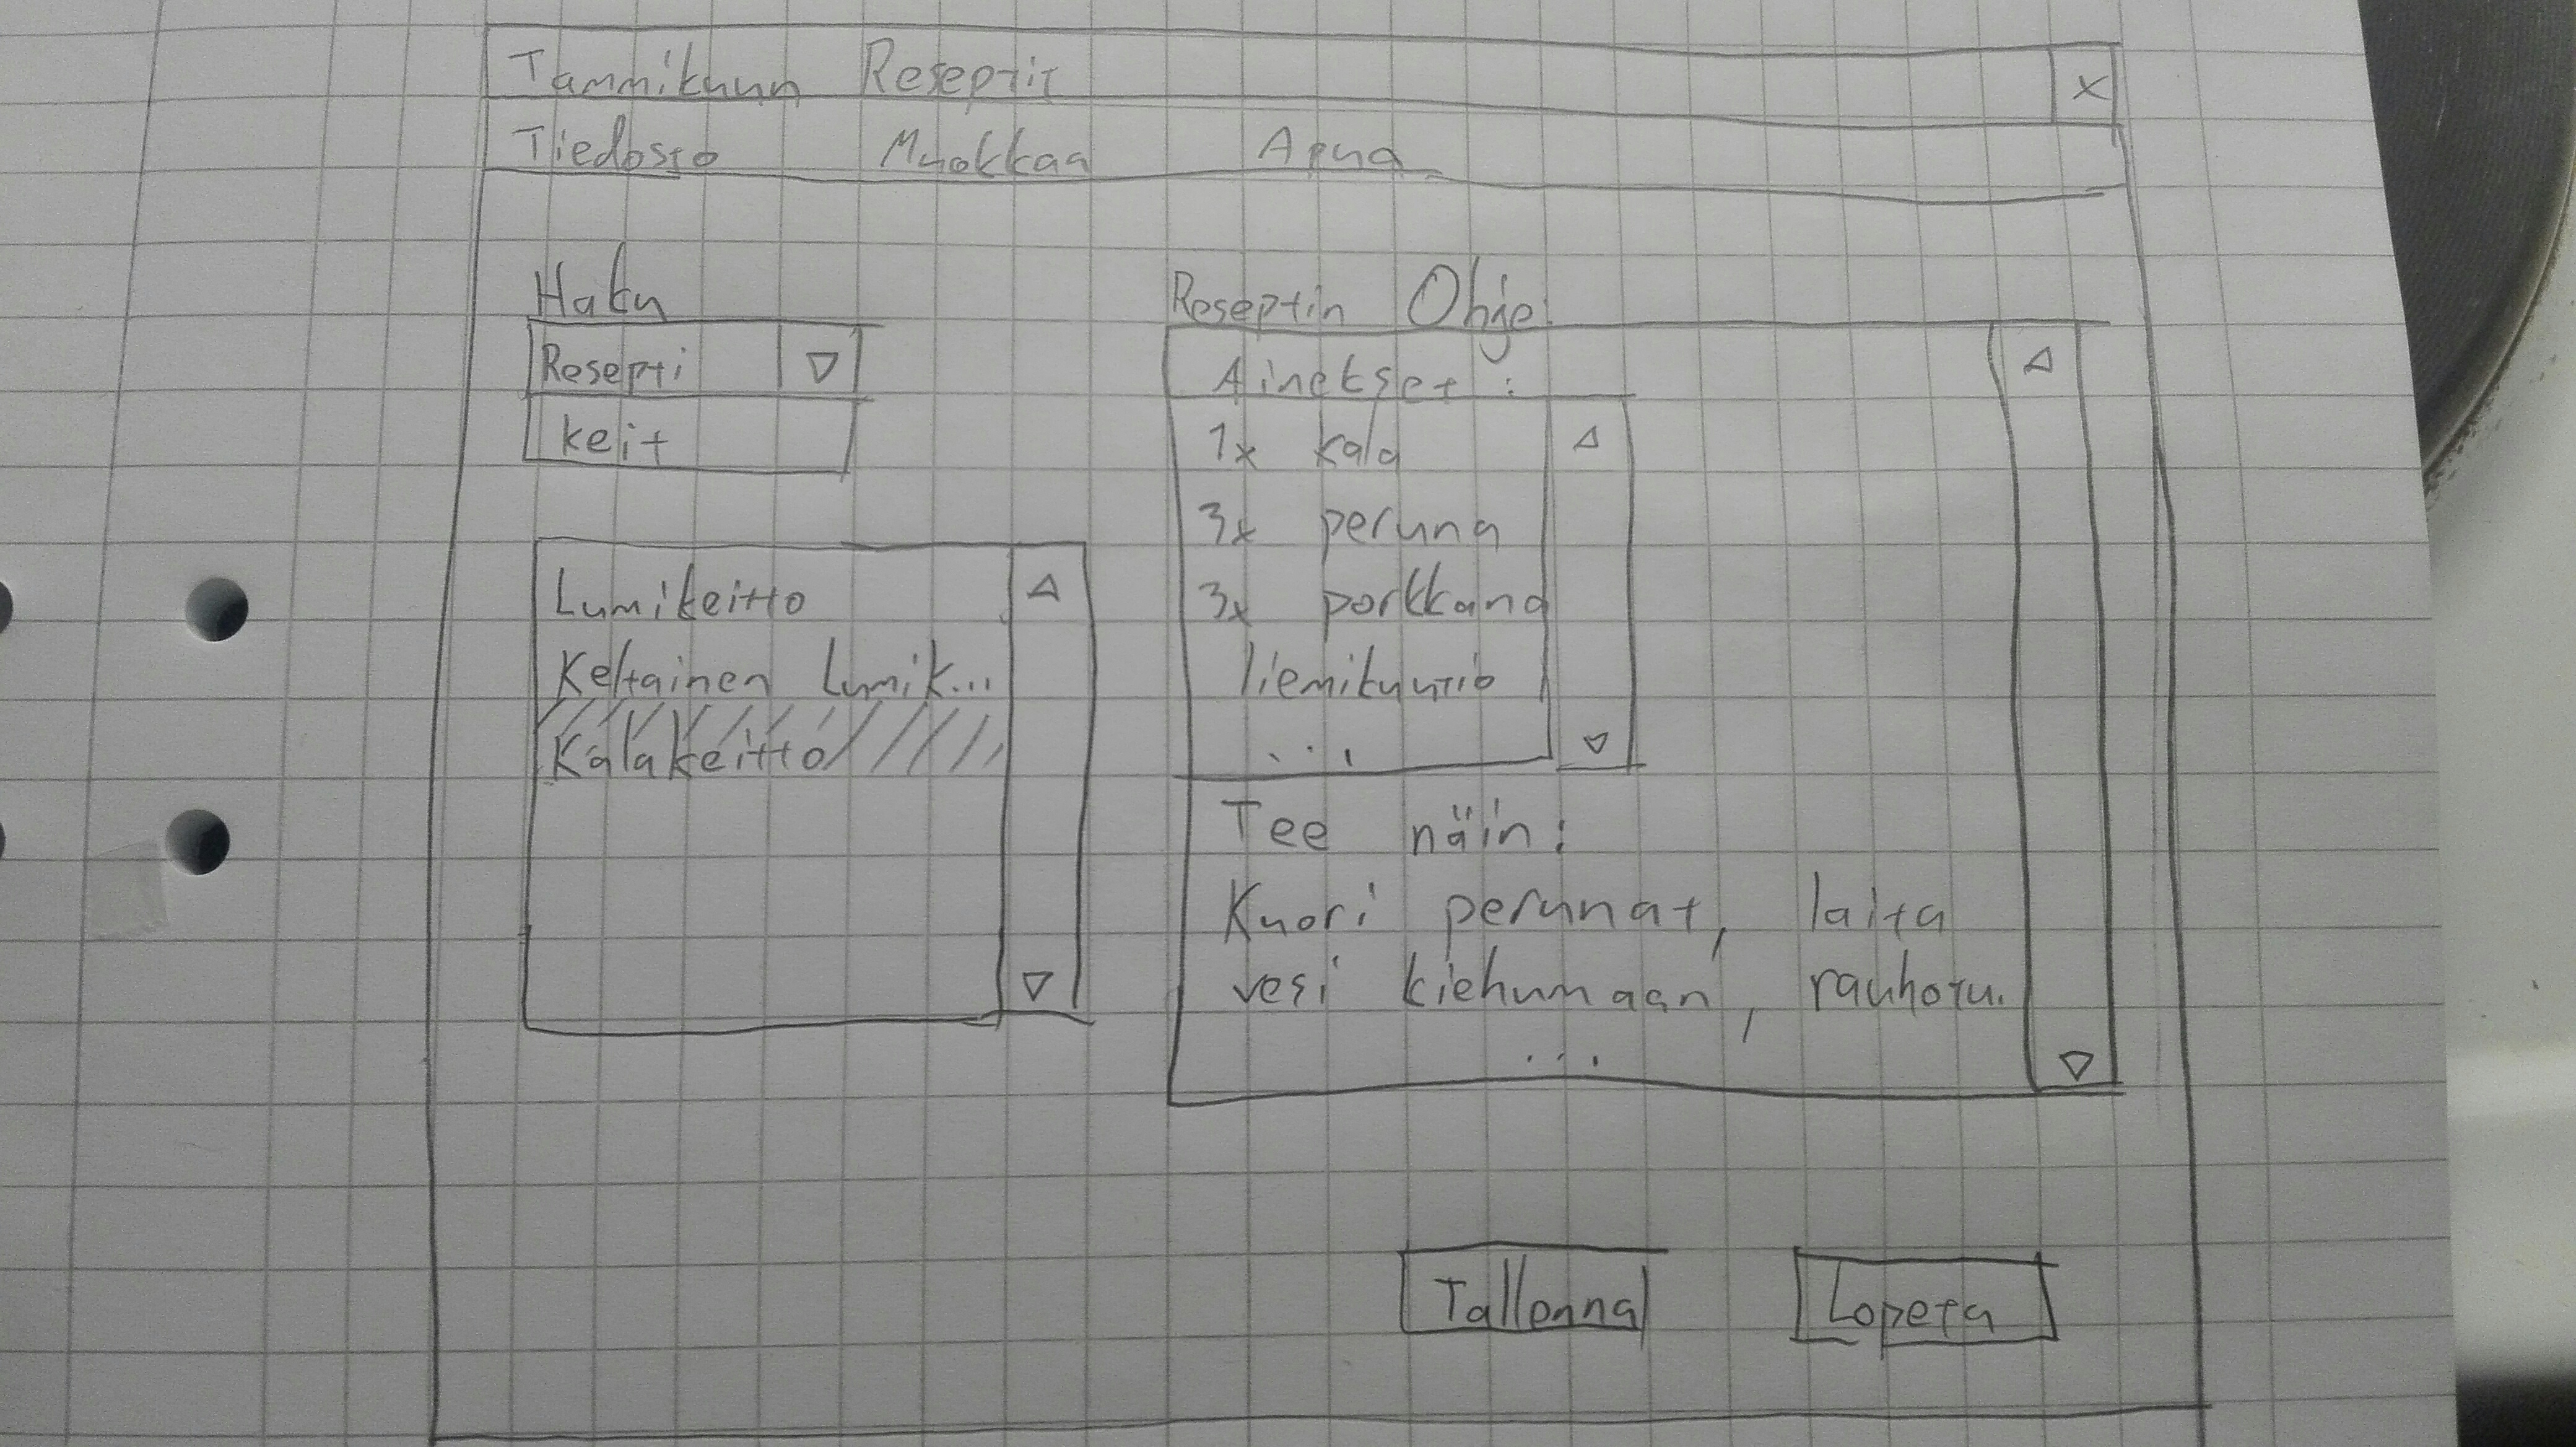 Tammikuun Reseptit X
Tiedosto Muokkaa Apua
Haku
Resepti
keit
Lumikeitto
Keltainen Lumik...
Kalakeitto
Reseptin Ohje:
Ainekset:
1x kala
3x peruna
3x porkkana
liemikuutio
...
Tee näin:
Kuori perunat, laita
vesi kiehumaan, rauhotu.
...
Tallenna Lopeta